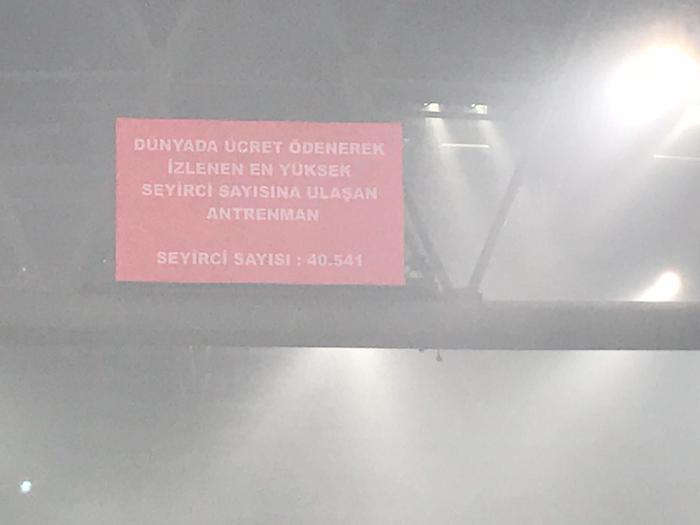 DÜNYADA ÜCRET ÖDENEREK
İZLENEN EN YÜKSEK
SEYİRCİ SAYISINA ULAŞAN
ANTRENMAN
SEYİRCİ SAYISI : 40.541